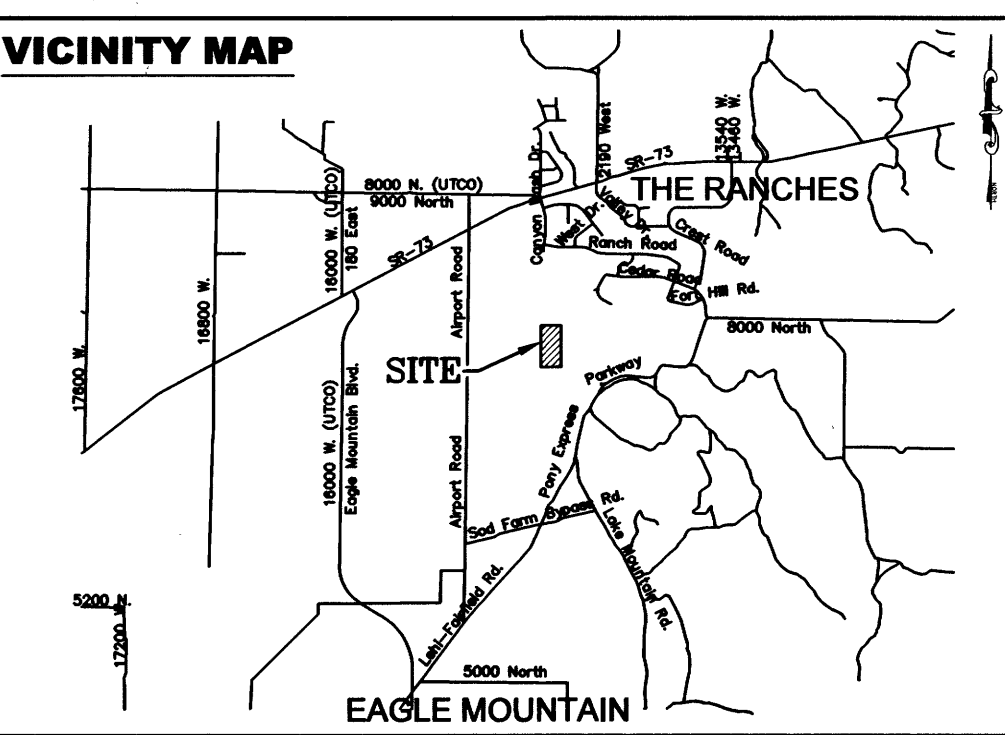 VICINITY MAP
2190 West
13540 W.
13460 W.
SR-73
THE RANCHES
8000 N. (UTCO)
9000 North
16000 W. (UTCO)
180 East
Canyon Wash Dr.
West Dr.
Valley Dr.
Crest Road
Ranch Road
Cedar Road
Fort Hill Rd.
SR-73
Airport Road
16800 W.
17600 W.
8000 North
SITE
Pony Express Parkway
16000 W. (UTCO)
Eagle Mountain Blvd.
Airport Road
Sod Farm Bypass Rd.
Lake Mountain Rd.
Lehi-Fairfield Rd.
5200 N.
17200 W.
5000 North
EAGLE MOUNTAIN